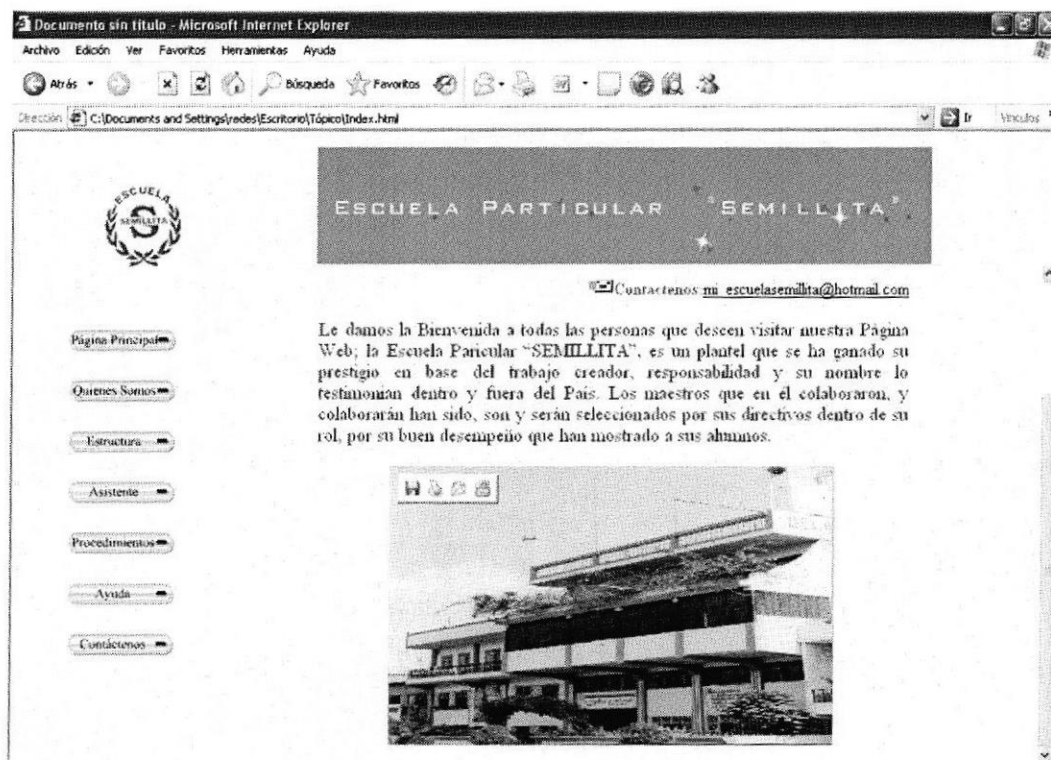 Documento sin título - Microsoft Internet Explorer
Archivo Edición Ver Favoritos Herramientas Ayuda
Atrás Búsqueda Favoritos
Dirección C:\Documents and Settings\redes\Escritorio\Tópico\Index.html Ir Vínculos
ESCUELA
SEMILLITA
S
ESCUELA PARTICULAR "SEMILLITA"
Contactenos mi_escuelasemillita@hotmail.com
Le damos la Bienvenida a todas las personas que deseen visitar nuestra Página
Web; la Escuela Paricular "SEMILLITA", es un plantel que se ha ganado su
prestigio en base del trabajo creador, responsabilidad y su nombre lo
testimonian dentro y fuera del País. Los maestros que en él colaboraron, y
colaborarán han sido, son y serán seleccionados por sus directivos dentro de su
rol, por su buen desempeño que han mostrado a sus alumnos.
Página Principal
Quienes Somos
Estructura
Asistente
Procedimientos
Ayuda
Contáctenos